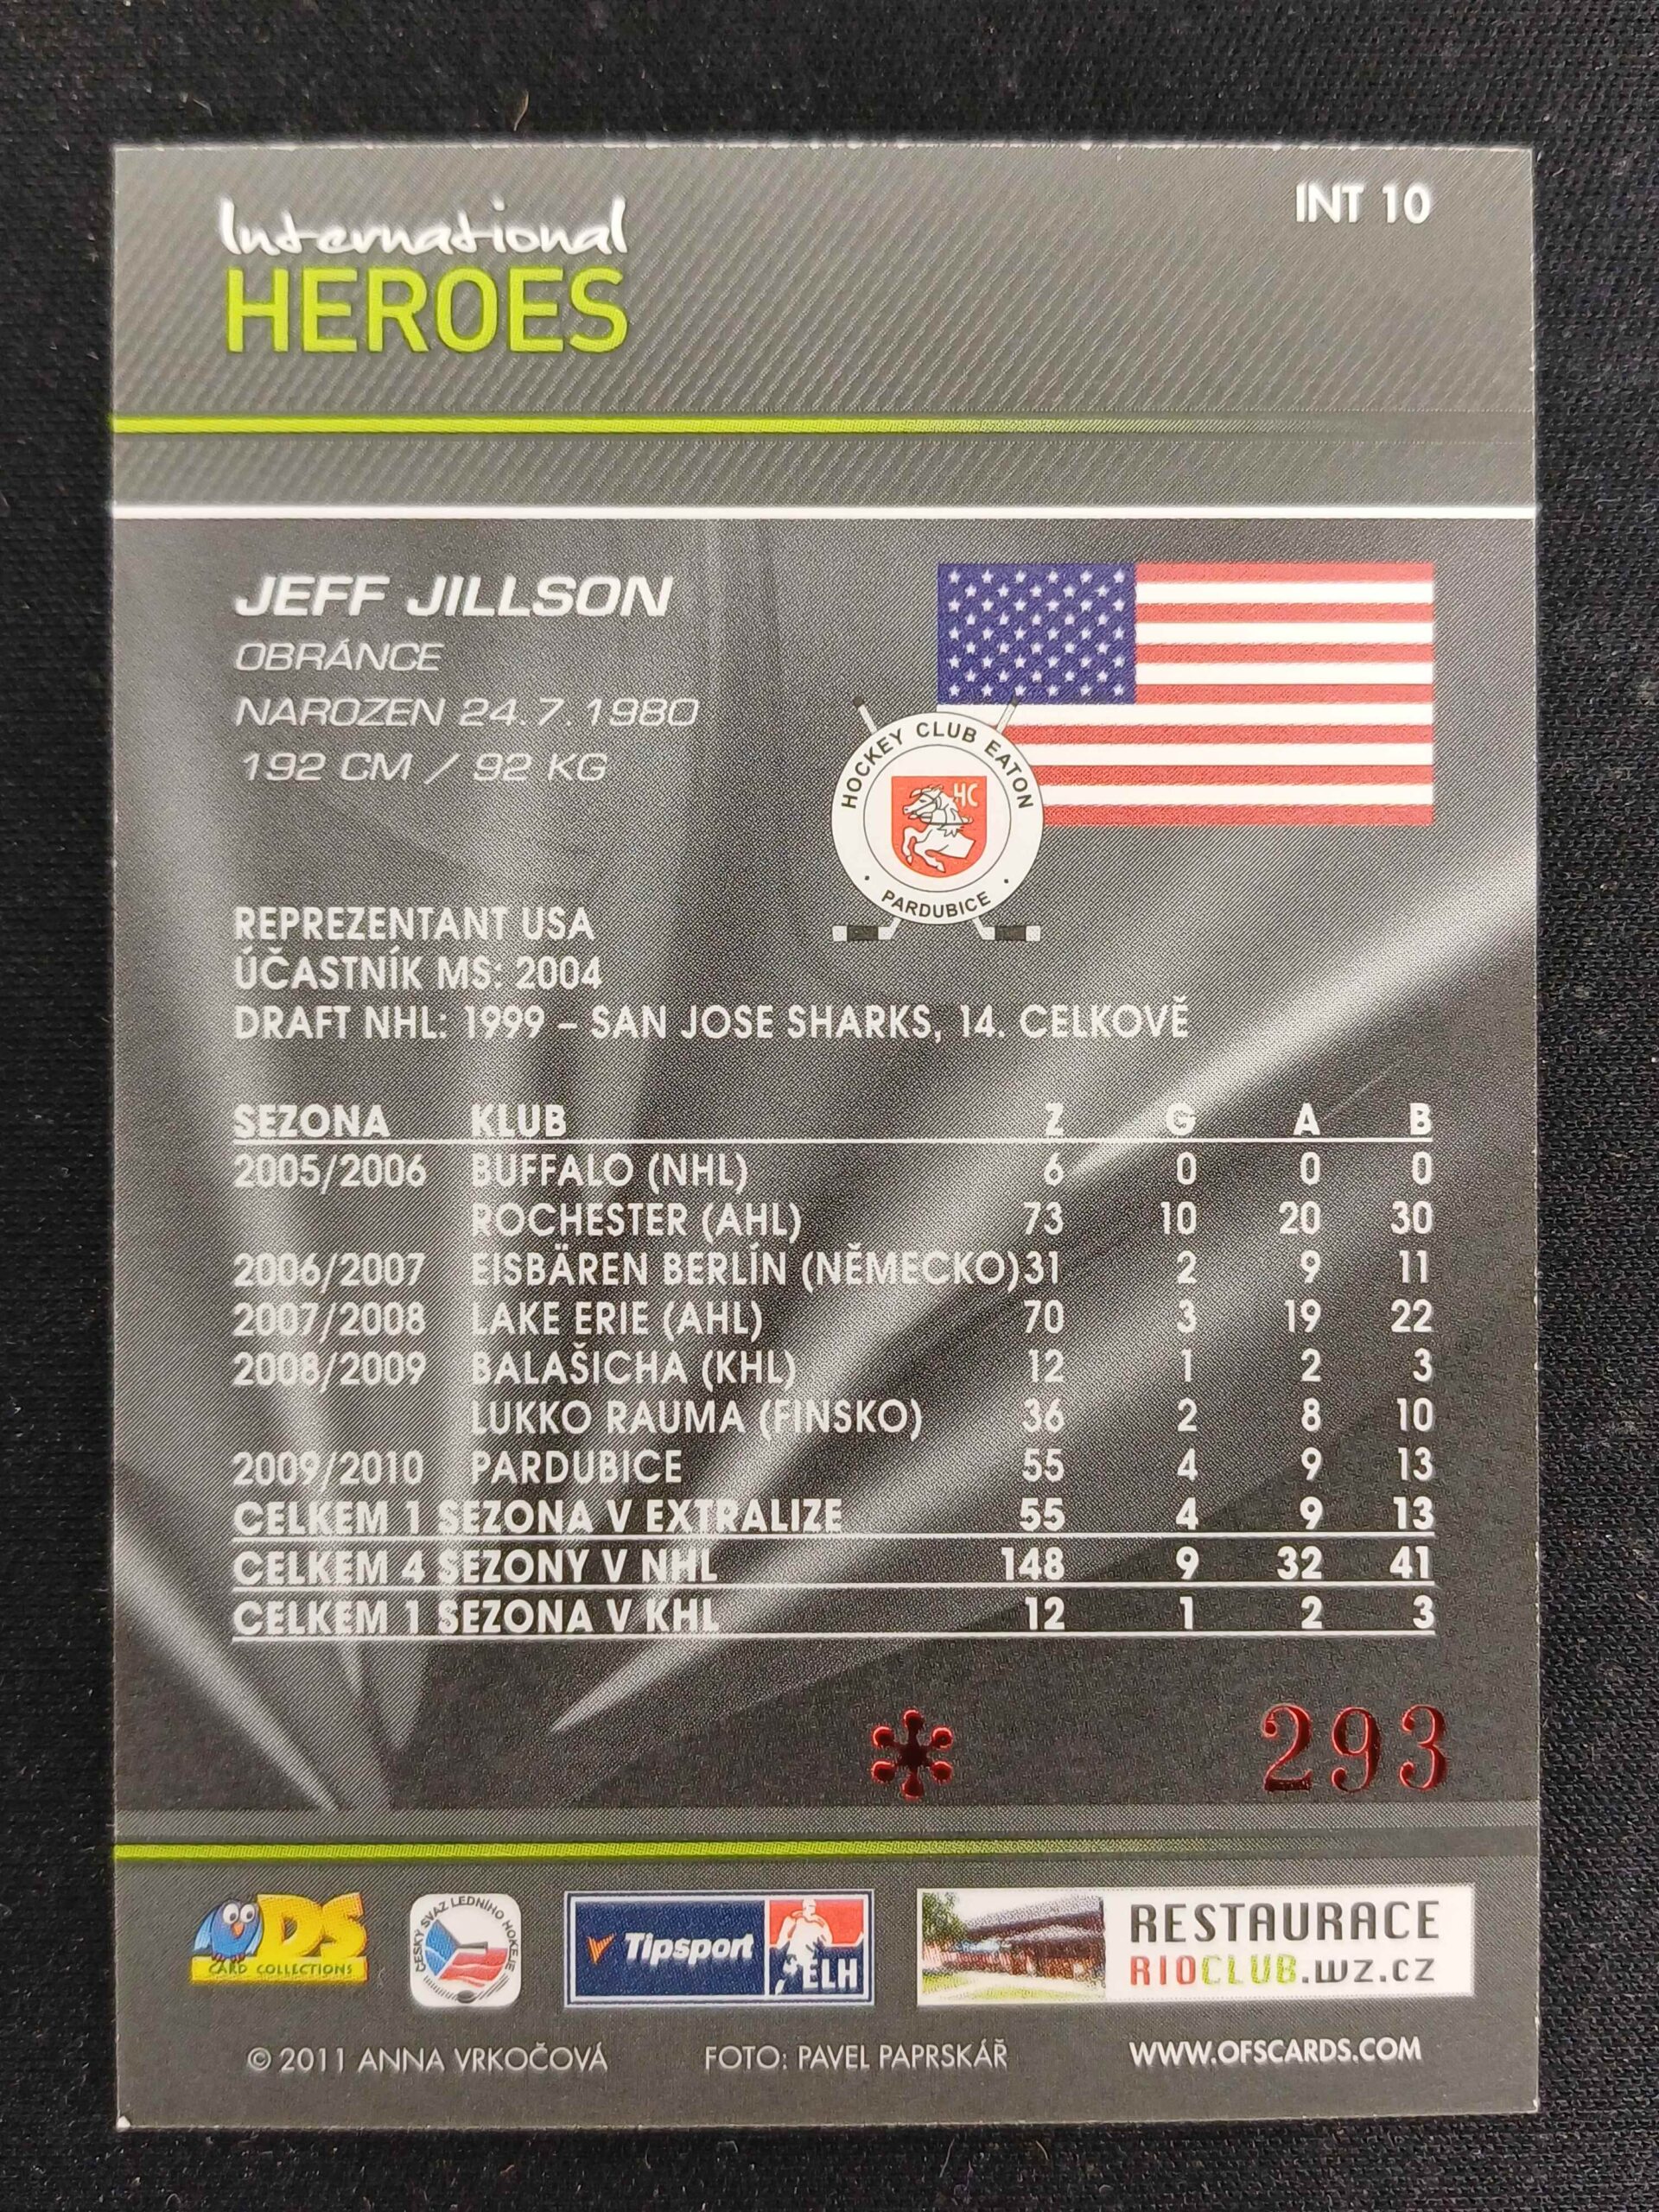 International
HEROES
INT 10
JEFF JILLSON
OBRÁNCE
NAROZEN 24.7.1980
192 CM / 92 KG
HOCKEY CLUB EATON
HC
PARDUBICE
REPREZENTANT USA
ÚČASTNÍK MS: 2004
DRAFT NHL: 1999 – SAN JOSE SHARKS, 14. CELKOVĚ
SEZONA KLUB Z G A B
2005/2006 BUFFALO (NHL) 6 0 0 0
ROCHESTER (AHL) 73 10 20 30
2006/2007 EISBÄREN BERLÍN (NĚMECKO) 31 2 9 11
2007/2008 LAKE ERIE (AHL) 70 3 19 22
2008/2009 BALAŠICHA (KHL) 12 1 2 3
LUKKO RAUMA (FINSKO) 36 2 8 10
2009/2010 PARDUBICE 55 4 9 13
CELKEM 1 SEZONA V EXTRALIZE 55 4 9 13
CELKEM 4 SEZONY V NHL 148 9 32 41
CELKEM 1 SEZONA V KHL 12 1 2 3
* 293
DS
CARD COLLECTIONS
ČESKÝ SVAZ LEDNÍHO HOKEJE
Tipsport
ELH
RESTAURACE
RIOCLUB.WZ.CZ
© 2011 ANNA VRKOČOVÁ
FOTO: PAVEL PAPRSKÁŘ
WWW.OFSCARDS.COM